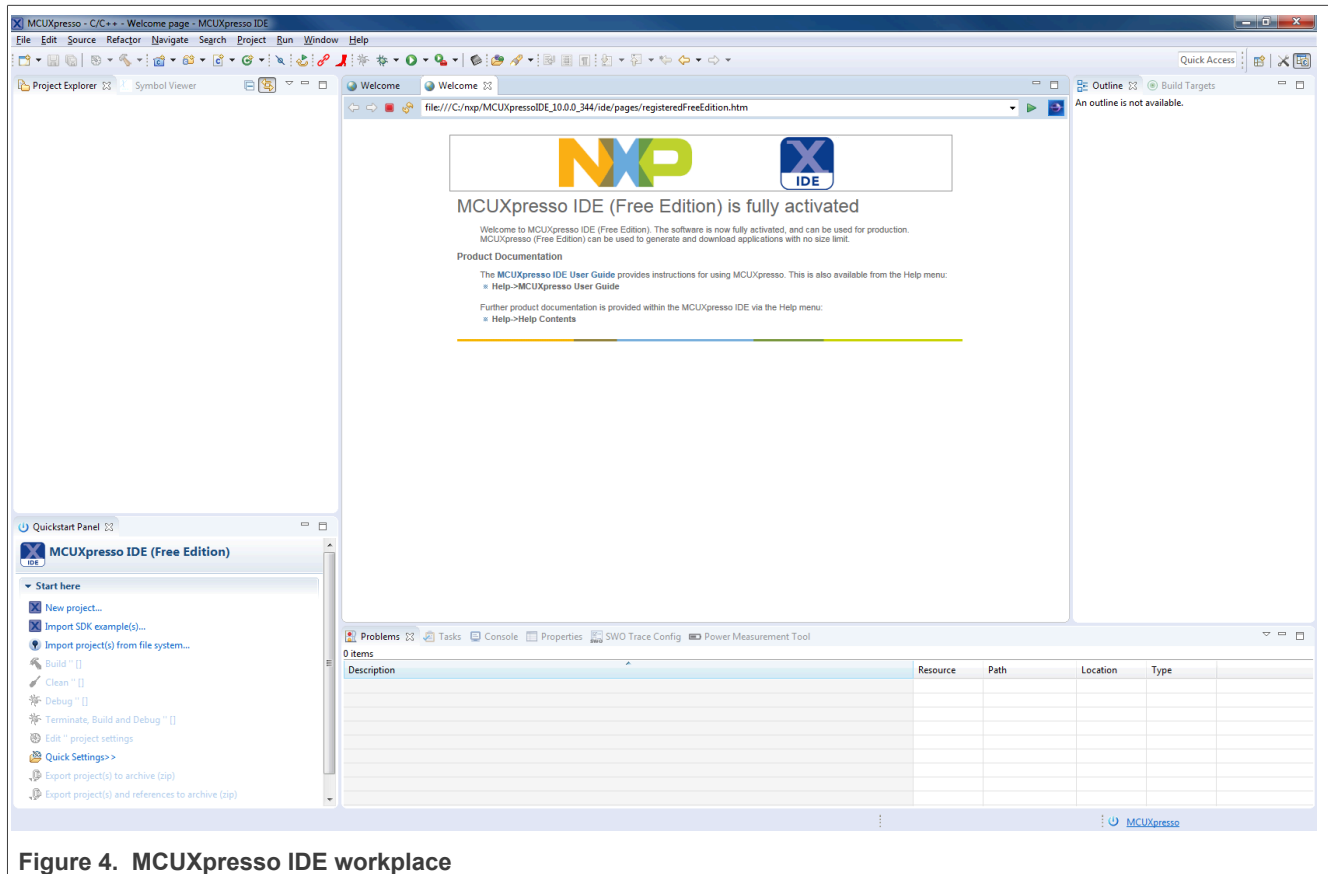 MCUXpresso - C/C++ - Welcome page - MCUXpresso IDE
File Edit Source Refactor Navigate Search Project Run Window Help
Quick Access
Project Explorer Symbol Viewer
Welcome Welcome
file:///C:/nxp/MCUXpressoIDE_10.0.0_344/ide/pages/registeredFreeEdition.htm
Outline Build Targets
An outline is not available.
NXP
X
IDE
MCUXpresso IDE (Free Edition) is fully activated
Welcome to MCUXpresso IDE (Free Edition). The software is now fully activated, and can be used for production.
MCUXpresso (Free Edition) can be used to generate and download applications with no size limit.
Product Documentation
The MCUXpresso IDE User Guide provides instructions for using MCUXpresso. This is also available from the Help menu:
Help->MCUXpresso User Guide
Further product documentation is provided within the MCUXpresso IDE via the Help menu:
Help->Help Contents
Quickstart Panel
IDE
MCUXpresso IDE (Free Edition)
Start here
New project...
Import SDK example(s)...
Import project(s) from file system...
Build '' []
Clean '' []
Debug '' []
Terminate, Build and Debug '' []
Edit '' project settings
Quick Settings>>
Export project(s) to archive (zip)
Export project(s) and references to archive (zip)
Problems Tasks Console Properties SWO Trace Config Power Measurement Tool
0 items
Description Resource Path Location Type
MCUXpresso
Figure 4. MCUXpresso IDE workplace